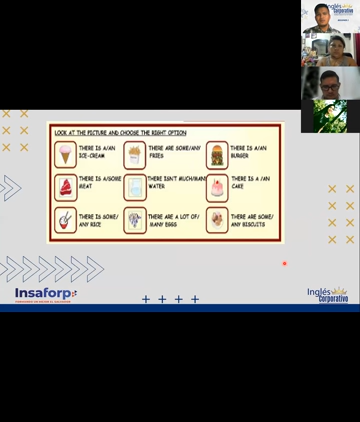 Inglés
Corporativo
LOOK AT THE PICTURE AND CHOOSE THE RIGHT OPTION
THERE IS A/AN
ICE-CREAM
THERE ARE SOME/ANY
FRIES
THERE IS A/AN
BURGER
THERE IS A/SOME
MEAT
THERE ISN'T MUCH/MANY
WATER
THERE IS A /AN
CAKE
THERE IS SOME/
ANY RICE
THERE ARE A LOT OF/
MANY EGGS
THERE ARE SOME/
ANY BISCUITS
Insaforp
Inglés
Corporativo